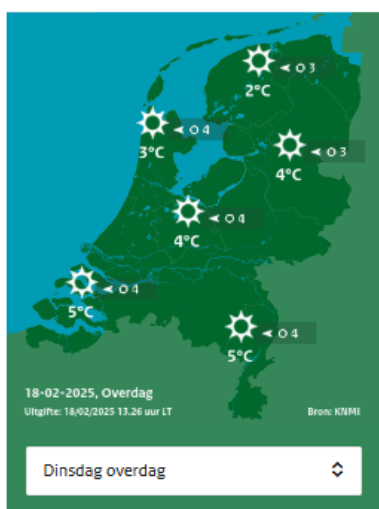 O 3
2°C
O 4
3°C
O 3
4°C
O 4
4°C
O 4
5°C
O 4
5°C
18-02-2025, Overdag
Uitgifte: 18/02/2025 13.26 uur LT
Bron: KNMI
Dinsdag overdag